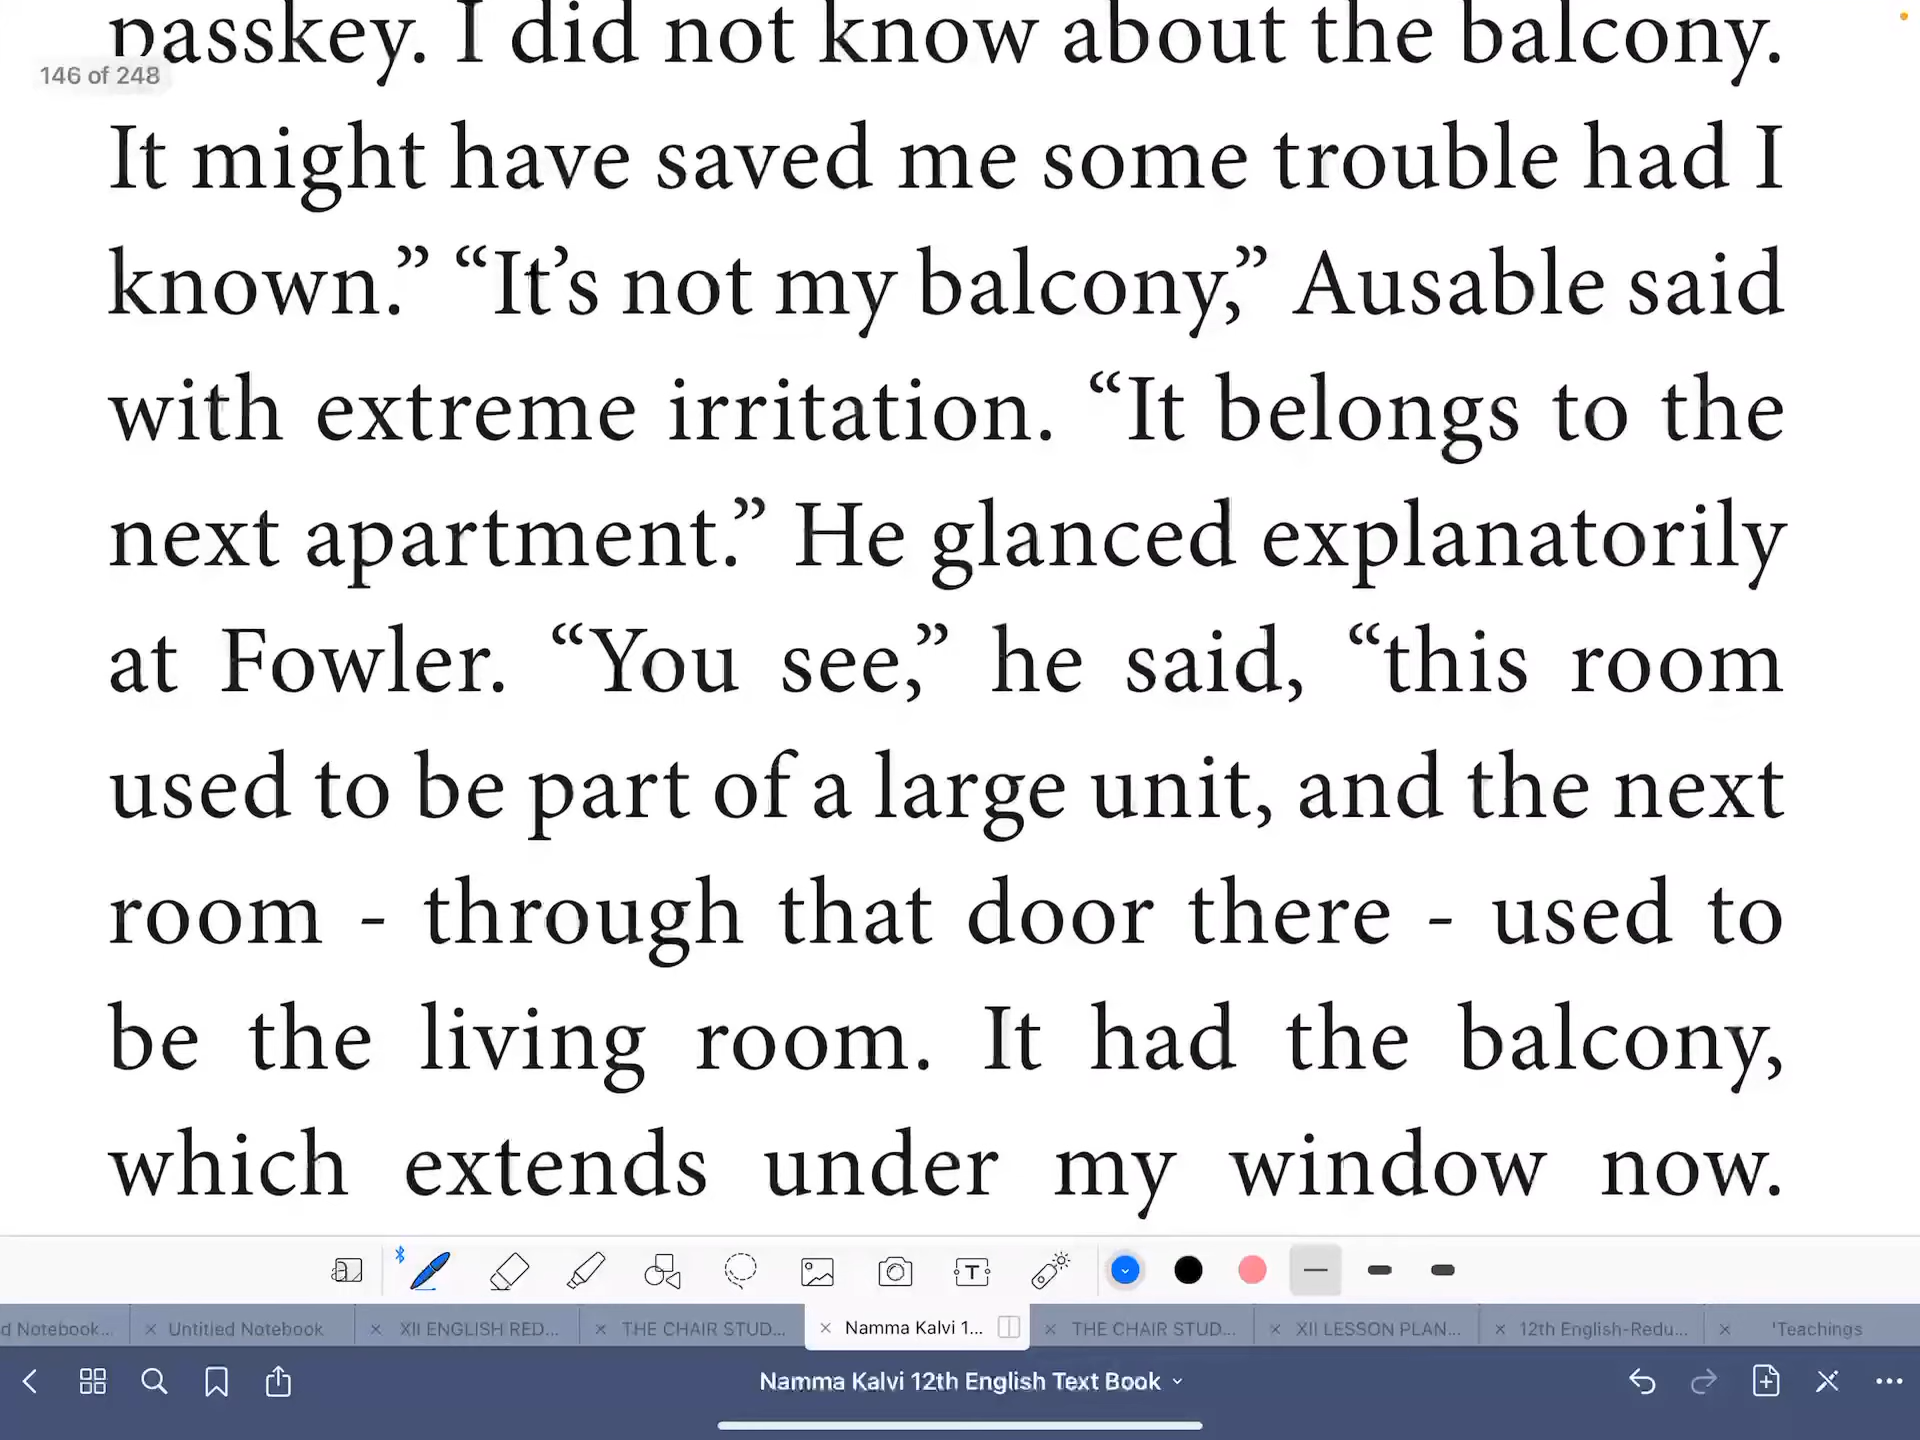 passkey. I did not know about the balcony.
146 of 248
It might have saved me some trouble had I
known.” “It’s not my balcony,” Ausable said
with extreme irritation. “It belongs to the
next apartment.” He glanced explanatorily
at Fowler. “You see,” he said, “this room
used to be part of a large unit, and the next
room - through that door there - used to
be the living room. It had the balcony,
which extends under my window now.
d Notebook... × Untitled Notebook × XII ENGLISH RED... × THE CHAIR STUD... × Namma Kalvi 1... × THE CHAIR STUD... × XII LESSON PLAN... × 12th English-Redu... × 'Teachings
Namma Kalvi 12th English Text Book